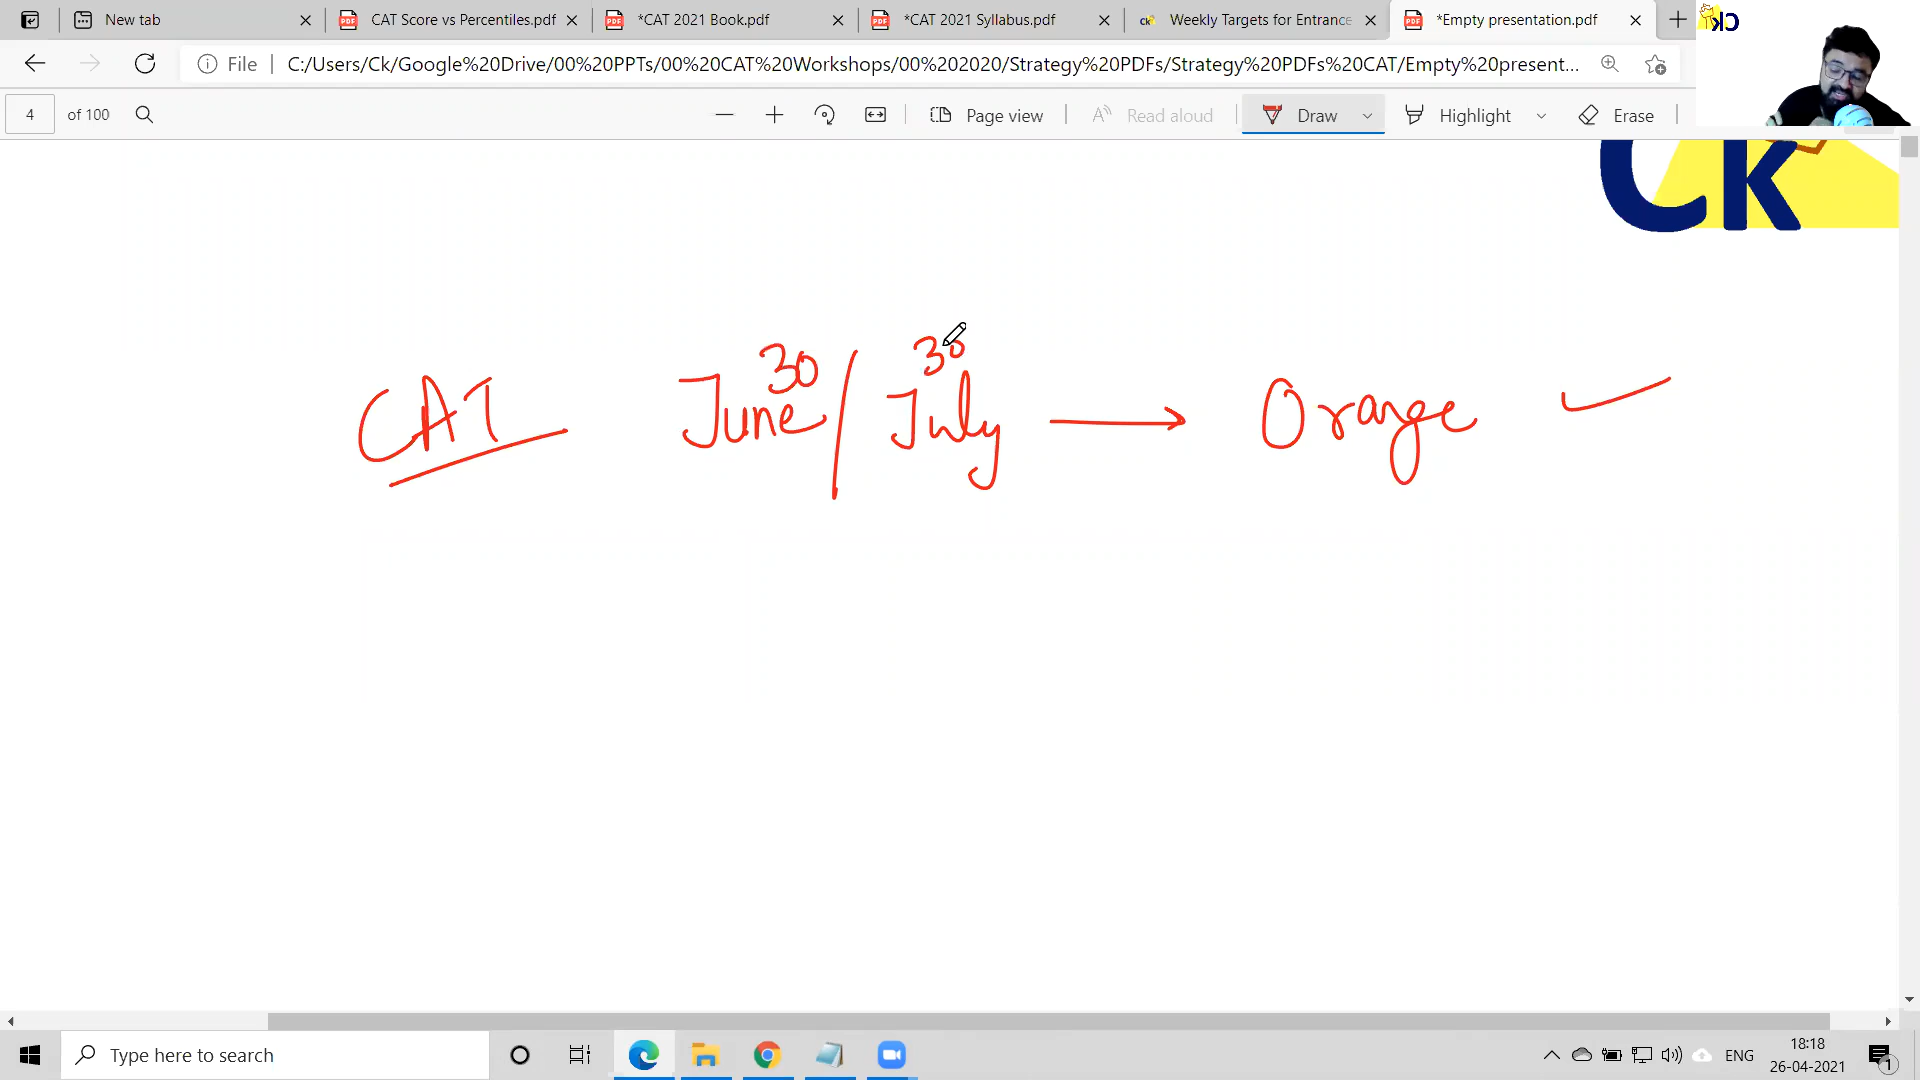 New tab
CAT Score vs Percentiles.pdf
*CAT 2021 Book.pdf
*CAT 2021 Syllabus.pdf
Weekly Targets for Entrance
*Empty presentation.pdf
File
C:/Users/Ck/Google%20Drive/00%20PPTs/00%20CAT%20Workshops/00%202020/Strategy%20PDFs/Strategy%20PDFs%20CAT/Empty%20present...
4 of 100
Page view
Read aloud
Draw
Highlight
Erase
Ck
30 30
CAT June / July → Orange ✓
Type here to search
ENG
18:18
26-04-2021
1